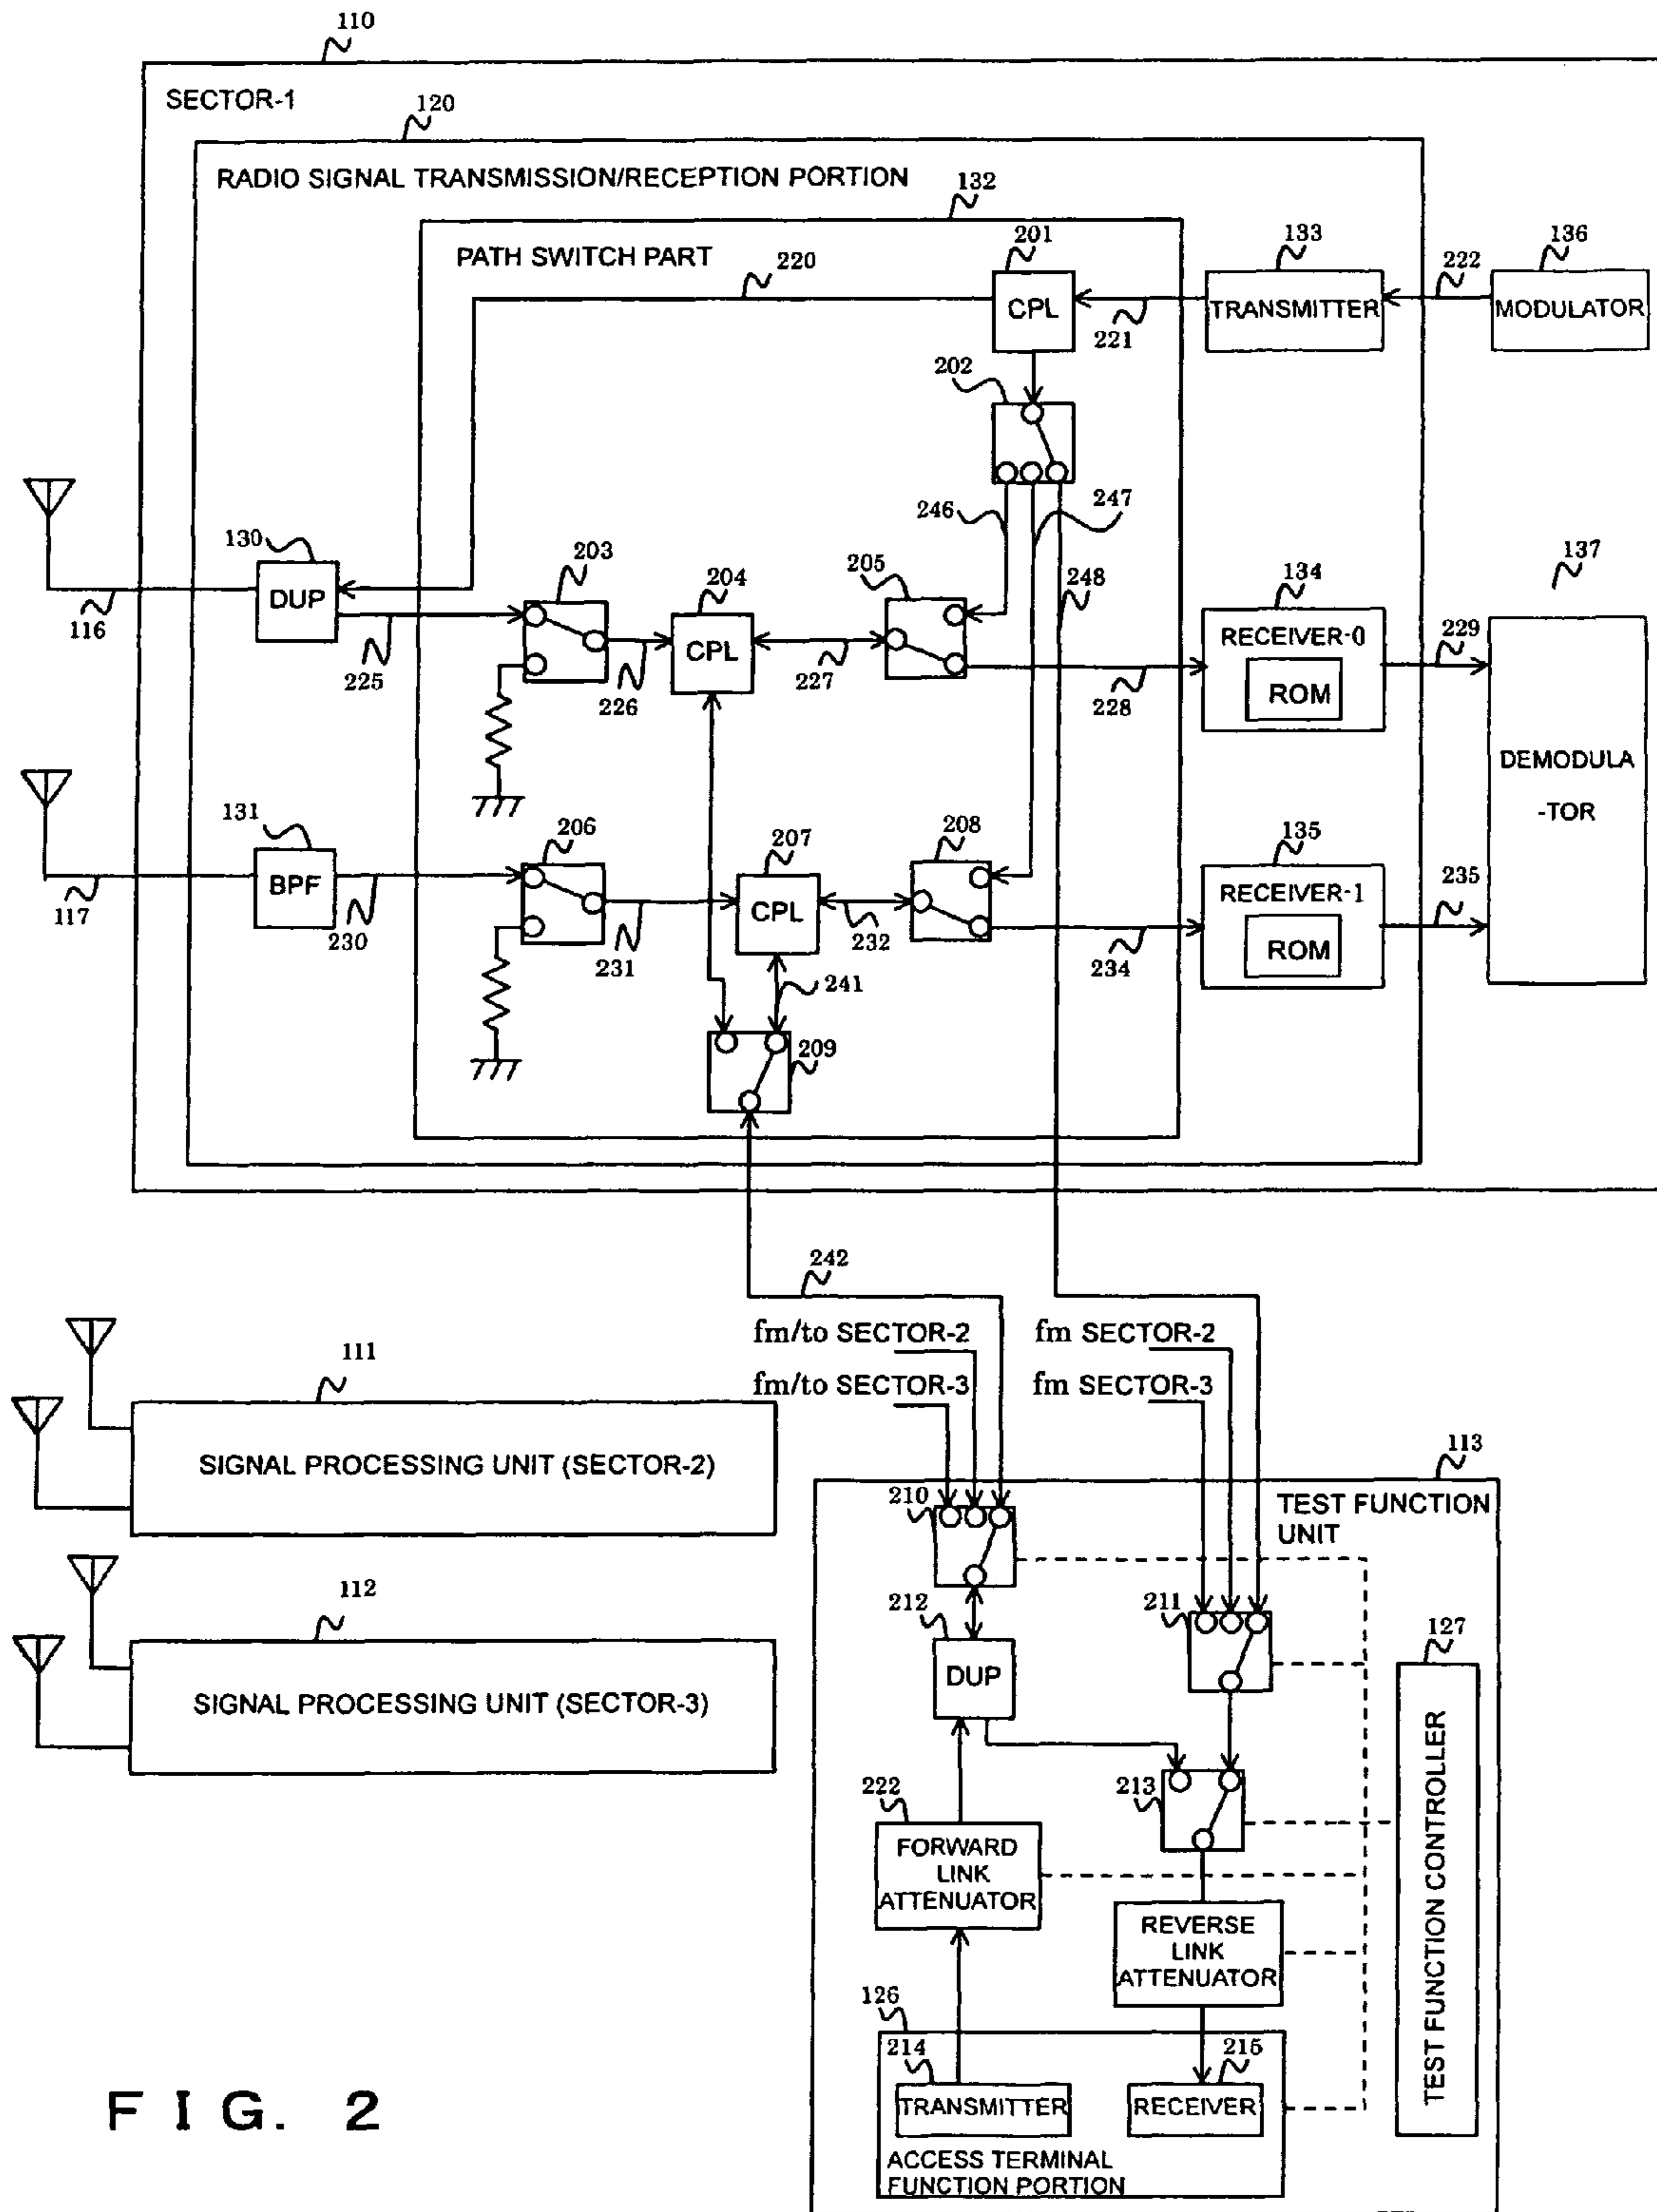 110
SECTOR-1
120
RADIO SIGNAL TRANSMISSION/RECEPTION PORTION
132
PATH SWITCH PART
220
201
CPL
221
133
TRANSMITTER
222
136
MODULATOR
202
246
247
248
130
DUP
116
225
203
226
204
CPL
227
205
228
134
RECEIVER-0
ROM
229
137
DEMODULA
-TOR
131
BPF
117
230
206
231
207
CPL
232
208
234
135
RECEIVER-1
ROM
235
241
209
242
fm/to SECTOR-2
fm SECTOR-2
fm/to SECTOR-3
fm SECTOR-3
111
SIGNAL PROCESSING UNIT (SECTOR-2)
112
SIGNAL PROCESSING UNIT (SECTOR-3)
113
TEST FUNCTION
UNIT
210
212
DUP
211
127
TEST FUNCTION CONTROLLER
213
222
FORWARD
LINK
ATTENUATOR
REVERSE
LINK
ATTENUATOR
126
214
TRANSMITTER
215
RECEIVER
ACCESS TERMINAL
FUNCTION PORTION
FIG. 2